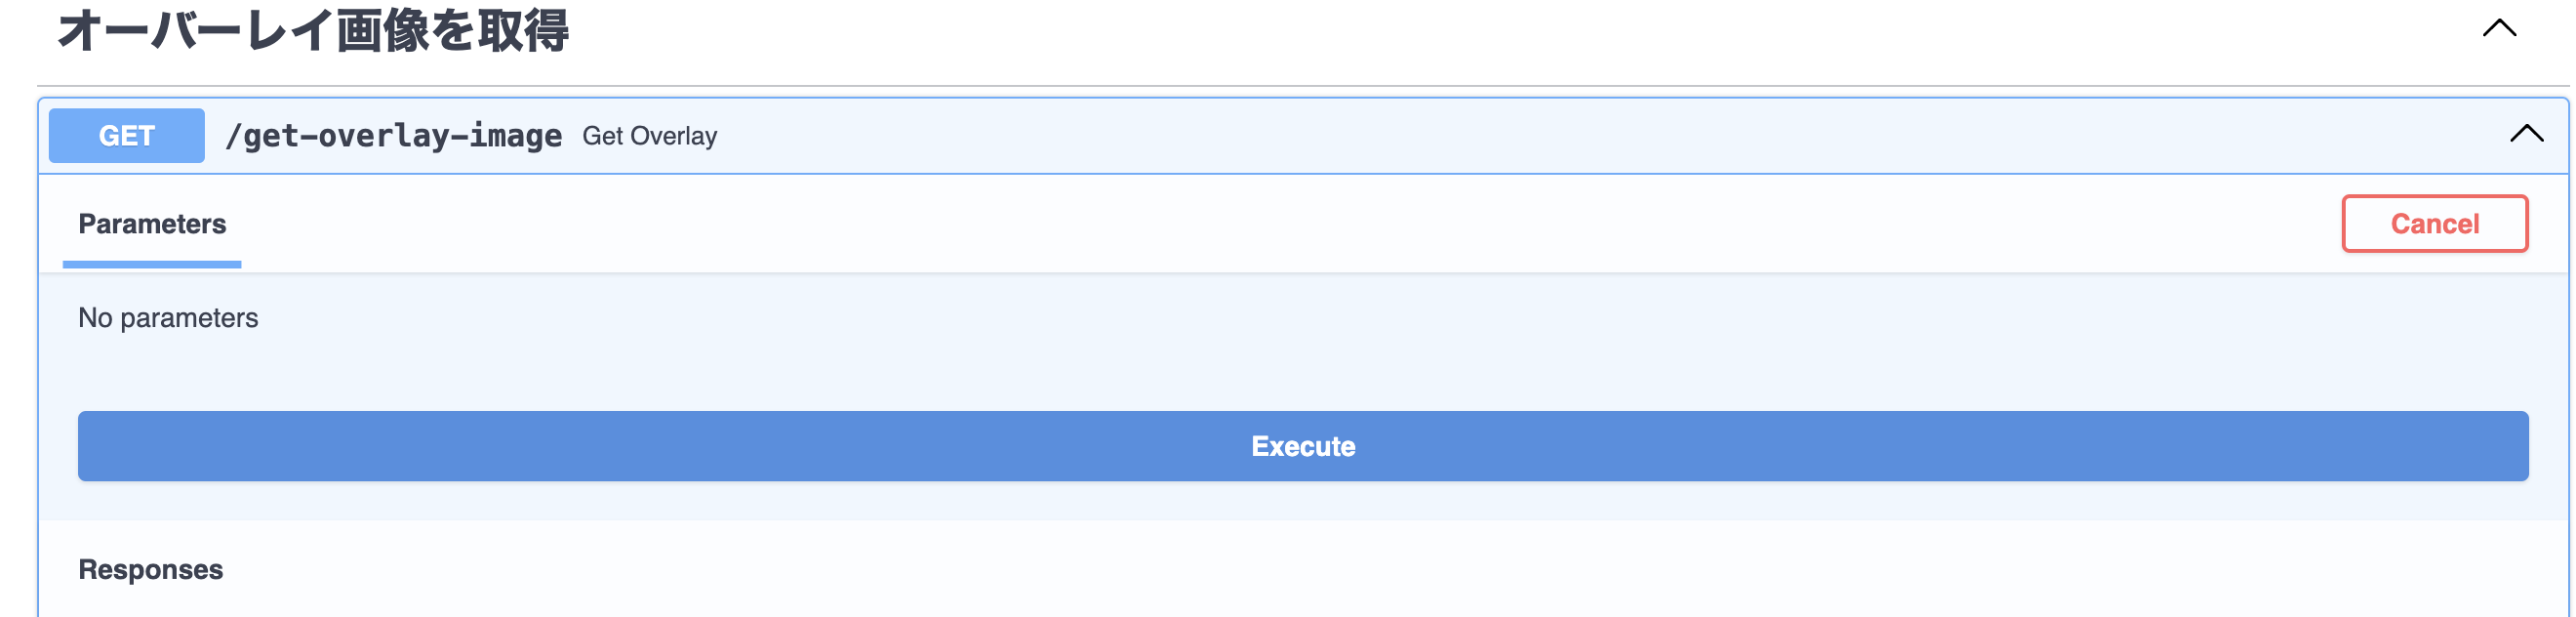 オーバーレイ画像を取得
GET /get-overlay-image Get Overlay
Parameters
Cancel
No parameters
Execute
Responses